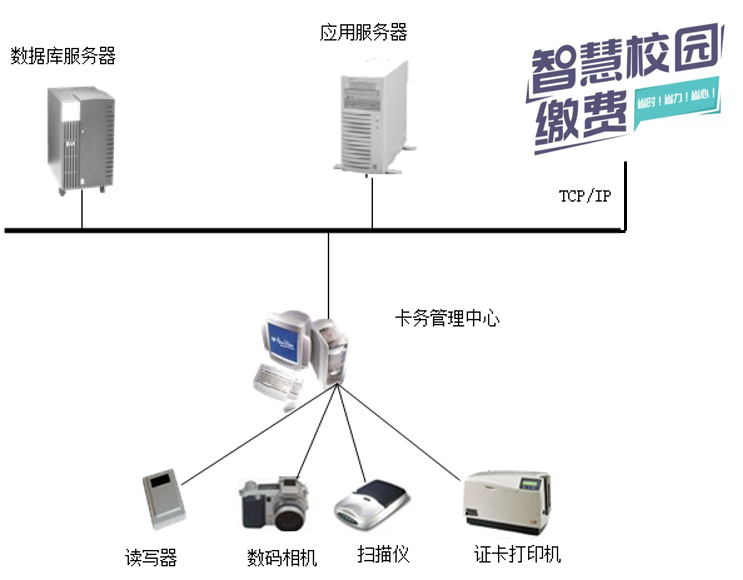 应用服务器
数据库服务器
智慧校园
缴费
省时！省力！省心！
TCP/IP
卡务管理中心
读写器
数码相机
扫描仪
证卡打印机